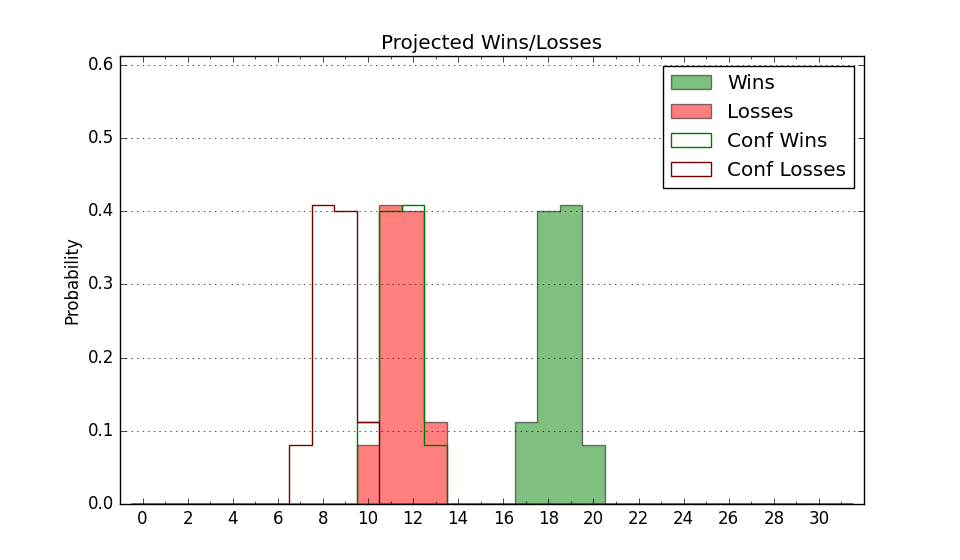 Projected Wins/Losses
Wins
Losses
Conf Wins
Conf Losses
Probability
0.6
0.5
0.4
0.3
0.2
0.1
0.0
0 2 4 6 8 10 12 14 16 18 20 22 24 26 28 30